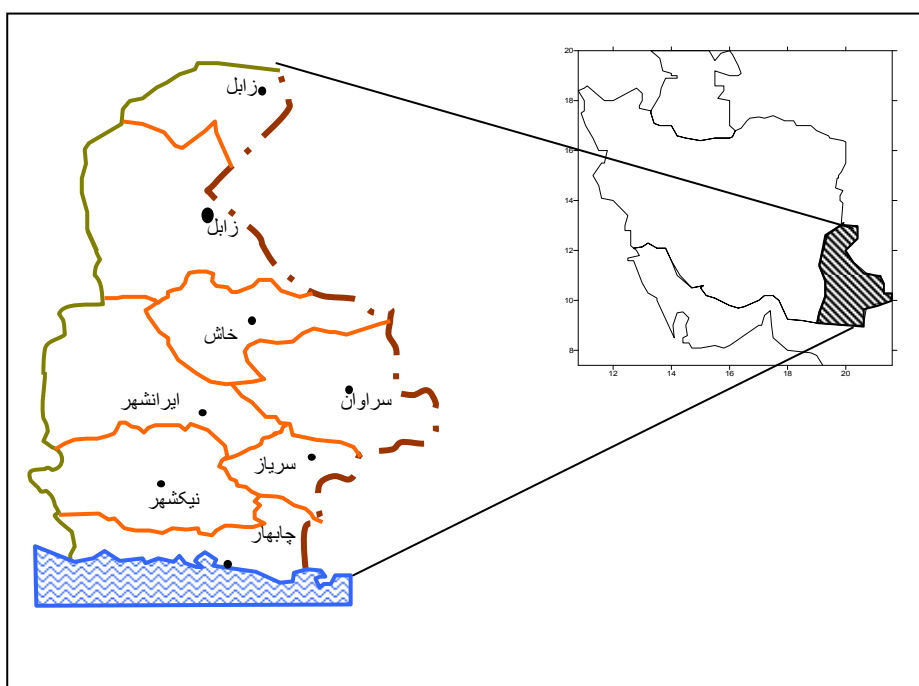 زابل
زابل
خاش
سراوان
ایرانشهر
سریاز
نیکشهر
چابهار
20
18
16
14
12
10
8
12 14 16 18 20